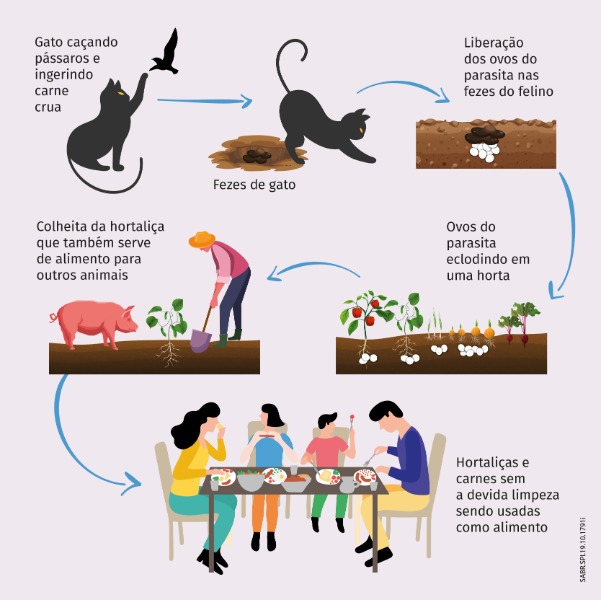 Gato caçando
pássaros e
ingerindo
carne
crua
Fezes de gato
Liberação
dos ovos do
parasita nas
fezes do felino
Ovos do
parasita
eclodindo em
uma horta
Colheita da hortaliça
que também serve
de alimento para
outros animais
Hortaliças e
carnes sem
a devida limpeza
sendo usadas
como alimento
SABR.SPI.19.10.1791i